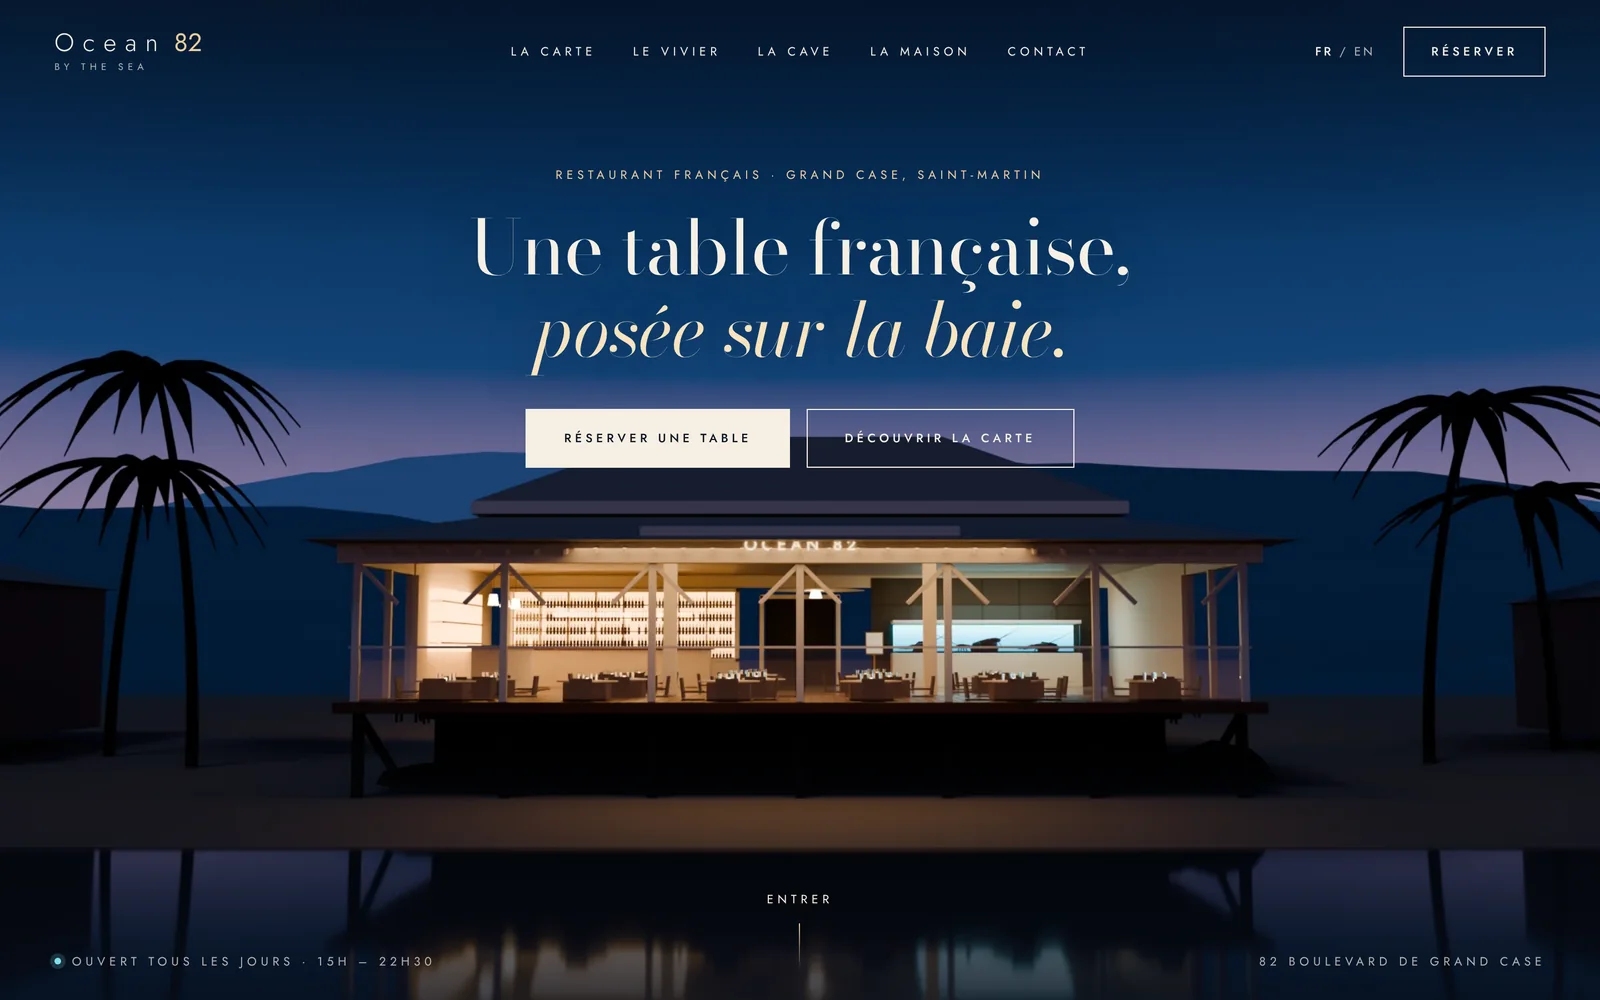 Ocean 82
BY THE SEA
LA CARTE
LE VIVIER
LA CAVE
LA MAISON
CONTACT
FR / EN
RÉSERVER
RESTAURANT FRANÇAIS · GRAND CASE, SAINT-MARTIN
Une table française,
posée sur la baie.
RÉSERVER UNE TABLE
DÉCOUVRIR LA CARTE
OCEAN 82
ENTRER
OUVERT TOUS LES JOURS · 15H – 22H30
82 BOULEVARD DE GRAND CASE